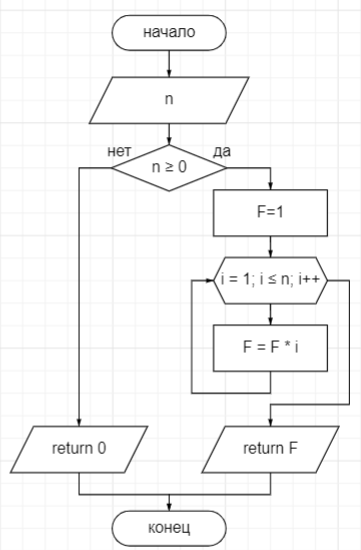 начало
n
нет
да
n ≥ 0
F=1
i = 1; i ≤ n; i++
F = F * i
return 0
return F
конец